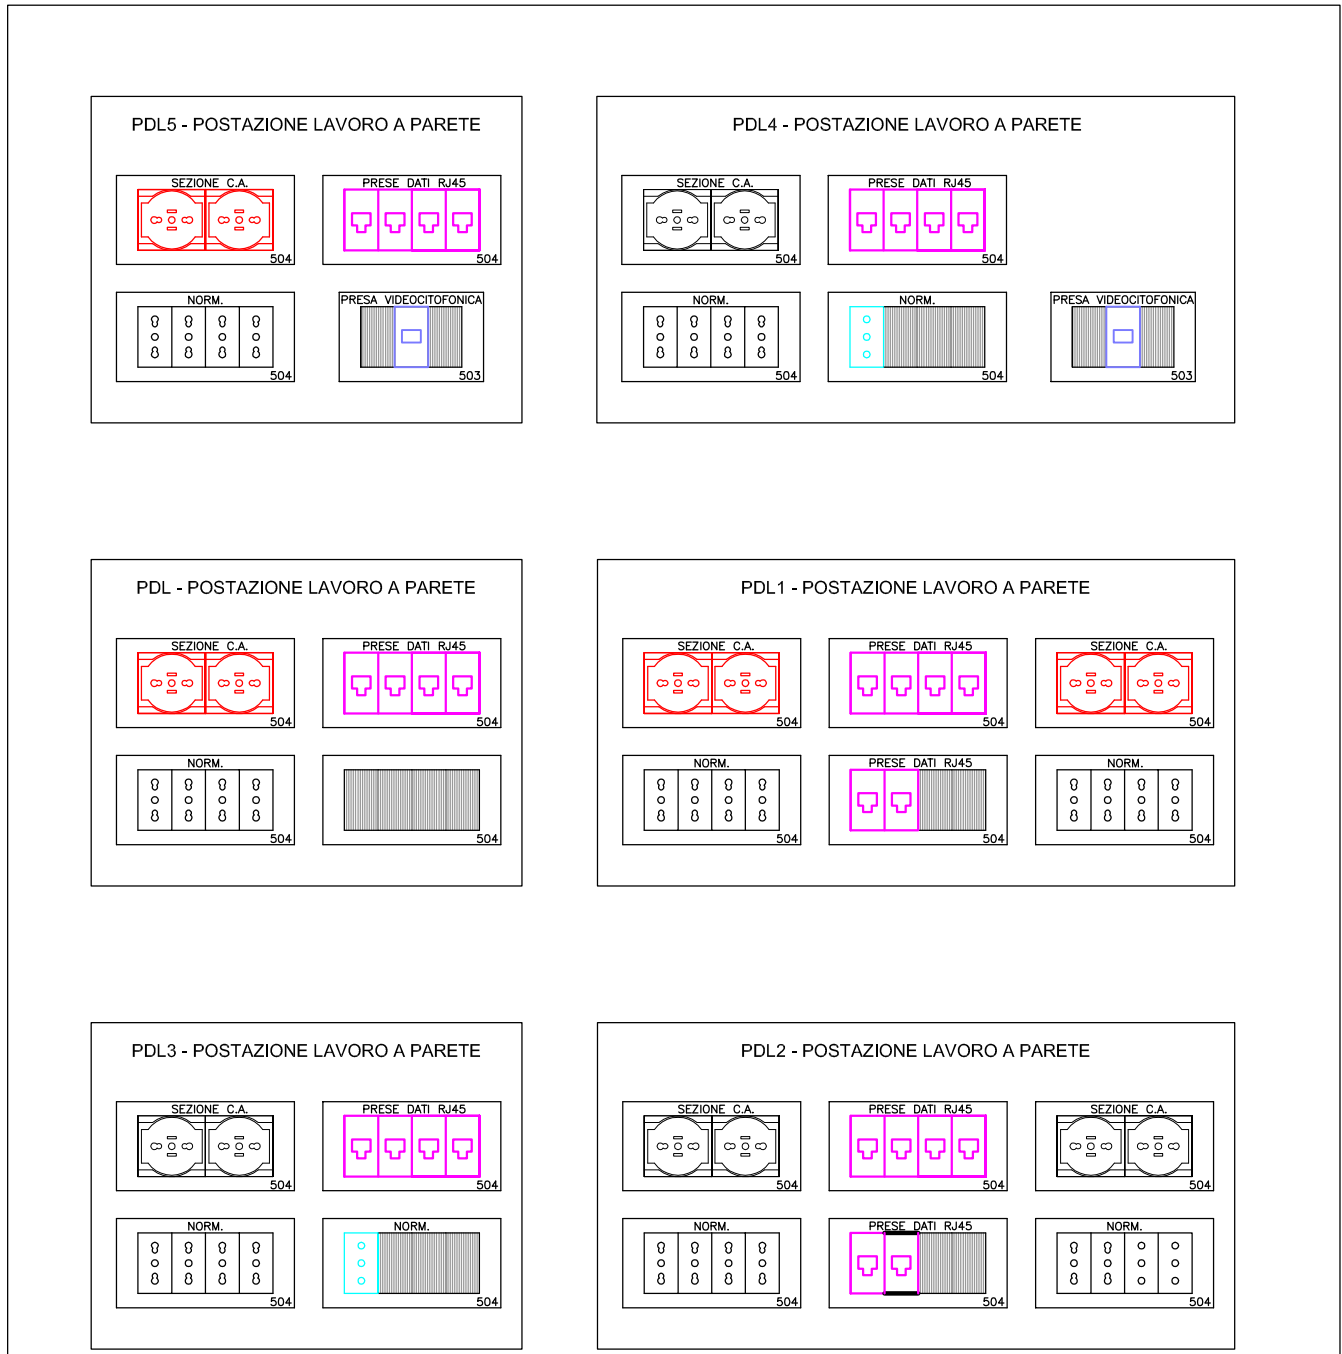 PDL5 - POSTAZIONE LAVORO A PARETE
SEZIONE C.A.
504
PRESE DATI RJ45
504
NORM.
504
PRESA VIDEOCITOFONICA
503
PDL4 - POSTAZIONE LAVORO A PARETE
SEZIONE C.A.
504
PRESE DATI RJ45
504
NORM.
504
NORM.
504
PRESA VIDEOCITOFONICA
503
PDL - POSTAZIONE LAVORO A PARETE
SEZIONE C.A.
504
PRESE DATI RJ45
504
NORM.
504
504
PDL1 - POSTAZIONE LAVORO A PARETE
SEZIONE C.A.
504
PRESE DATI RJ45
504
SEZIONE C.A.
504
NORM.
504
PRESE DATI RJ45
504
NORM.
504
PDL3 - POSTAZIONE LAVORO A PARETE
SEZIONE C.A.
504
PRESE DATI RJ45
504
NORM.
504
NORM.
504
PDL2 - POSTAZIONE LAVORO A PARETE
SEZIONE C.A.
504
PRESE DATI RJ45
504
SEZIONE C.A.
504
NORM.
504
PRESE DATI RJ45
504
NORM.
504